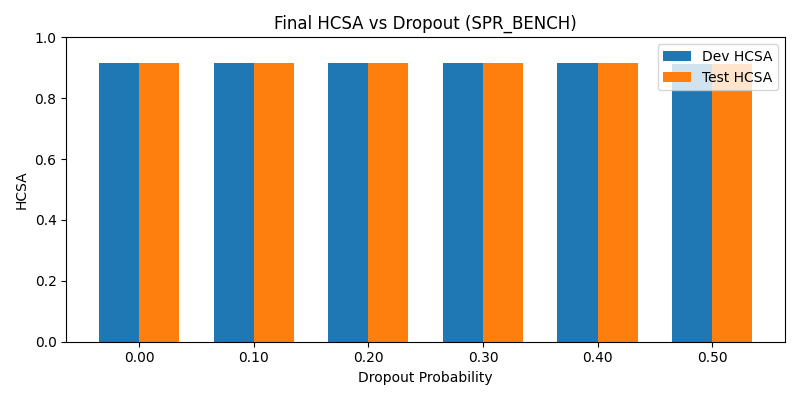 Final HCSA vs Dropout (SPR_BENCH)
Dev HCSA
Test HCSA
1.0
0.8
0.6
0.4
0.2
0.0
HCSA
0.00 0.10 0.20 0.30 0.40 0.50
Dropout Probability